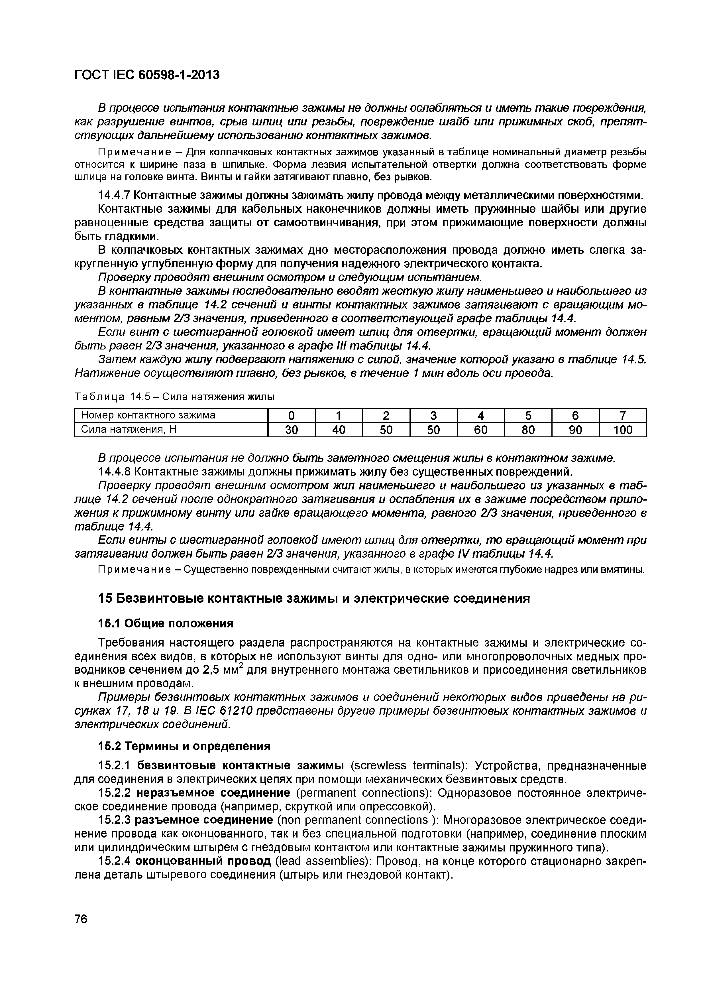 ГОСТ IEC 60598-1-2013
В процессе испытания контактные зажимы не должны ослабляться и иметь такие повреждения,
как разрушение винтов, срыв шлиц или резьбы, повреждение шайб или прижимных скоб, препят-
ствующих дальнейшему использованию контактных зажимов.
Примечание – Для колпачковых контактных зажимов указанный в таблице номинальный диаметр резьбы
относится к ширине паза в шпильке. Форма лезвия испытательной отвертки должна соответствовать форме
шлица на головке винта. Винты и гайки затягивают плавно, без рывков.
14.4.7 Контактные зажимы должны зажимать жилу провода между металлическими поверхностями.
Контактные зажимы для кабельных наконечников должны иметь пружинные шайбы или другие
равноценные средства защиты от самоотвинчивания, при этом прижимающие поверхности должны
быть гладкими.
В колпачковых контактных зажимах дно месторасположения провода должно иметь слегка за-
кругленную углубленную форму для получения надежного электрического контакта.
Проверку проводят внешним осмотром и следующим испытанием.
В контактные зажимы последовательно вводят жесткую жилу наименьшего и наибольшего из
указанных в таблице 14.2 сечений и винты контактных зажимов затягивают с вращающим мо-
ментом, равным 2/3 значения, приведенного в соответствующей графе таблицы 14.4.
Если винт с шестигранной головкой имеет шлиц для отвертки, вращающий момент должен
быть равен 2/3 значения, указанного в графе III таблицы 14.4.
Затем каждую жилу подвергают натяжению с силой, значение которой указано в таблице 14.5.
Натяжение осуществляют плавно, без рывков, в течение 1 мин вдоль оси провода.
Таблица 14.5 – Сила натяжения жилы
Номер контактного зажима 0 1 2 3 4 5 6 7
Сила натяжения, Н 30 40 50 50 60 80 90 100
В процессе испытания не должно быть заметного смещения жилы в контактном зажиме.
14.4.8 Контактные зажимы должны прижимать жилу без существенных повреждений.
Проверку проводят внешним осмотром жил наименьшего и наибольшего из указанных в таб-
лице 14.2 сечений после однократного затягивания и ослабления их в зажиме посредством прило-
жения к прижимному винту или гайке вращающего момента, равного 2/3 значения, приведенного в
таблице 14.4.
Если винты с шестигранной головкой имеют шлиц для отвертки, то вращающий момент при
затягивании должен быть равен 2/3 значения, указанного в графе IV таблицы 14.4.
Примечание – Существенно поврежденными считают жилы, в которых имеются глубокие надрез или вмятины.
15 Безвинтовые контактные зажимы и электрические соединения
15.1 Общие положения
Требования настоящего раздела распространяются на контактные зажимы и электрические со-
единения всех видов, в которых не используют винты для одно- или многопроволочных медных про-
водников сечением до 2,5 мм² для внутреннего монтажа светильников и присоединения светильников
к внешним проводам.
Примеры безвинтовых контактных зажимов и соединений некоторых видов приведены на ри-
сунках 17, 18 и 19. В IEC 61210 представены другие примеры безвинтовых контактных зажимов и
электрических соединений.
15.2 Термины и определения
15.2.1 безвинтовые контактные зажимы (screwless terminals): Устройства, предназначенные
для соединения в электрических цепях при помощи механических безвинтовых средств.
15.2.2 неразъемное соединение (permanent connections): Одноразовое постоянное электриче-
ское соединение провода (например, скруткой или опрессовкой).
15.2.3 разъемное соединение (non permanent connections ): Многоразовое электрическое соеди-
нение провода как оконцованного, так и без специальной подготовки (например, соединение плоским
или цилиндрическим штырем с гнездовым контактом или контактные зажимы пружинного типа).
15.2.4 оконцованный провод (lead assemblies): Провод, на конце которого стационарно закреп-
лена деталь штыревого соединения (штырь или гнездовой контакт).
76